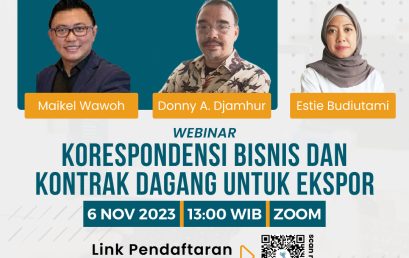 Maikel Wawoh
Donny A. Djamhur
Estie Budiutami
WEBINAR
KORESPONDENSI BISNIS DAN
KONTRAK DAGANG UNTUK EKSPOR
6 NOV 2023 | 13:00 WIB | ZOOM
Link Pendaftaran